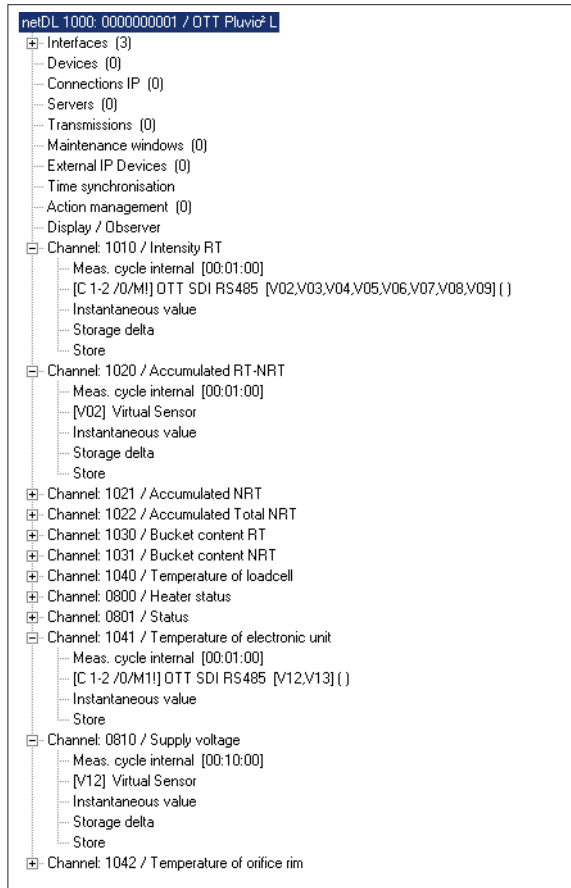 netDL 1000: 0000000001 / OTT Pluvio² L
Interfaces (3)
Devices (0)
Connections IP (0)
Servers (0)
Transmissions (0)
Maintenance windows (0)
External IP Devices (0)
Time synchronisation
Action management (0)
Display / Observer
Channel: 1010 / Intensity RT
Meas. cycle internal [00:01:00]
[C 1-2 /0/M!] OTT SDI RS485 [V02,V03,V04,V05,V06,V07,V08,V09] ( )
Instantaneous value
Storage delta
Store
Channel: 1020 / Accumulated RT-NRT
Meas. cycle internal [00:01:00]
[V02] Virtual Sensor
Instantaneous value
Storage delta
Store
Channel: 1021 / Accumulated NRT
Channel: 1022 / Accumulated Total NRT
Channel: 1030 / Bucket content RT
Channel: 1031 / Bucket content NRT
Channel: 1040 / Temperature of loadcell
Channel: 0800 / Heater status
Channel: 0801 / Status
Channel: 1041 / Temperature of electronic unit
Meas. cycle internal [00:01:00]
[C 1-2 /0/M1!] OTT SDI RS485 [V12,V13] ( )
Instantaneous value
Store
Channel: 0810 / Supply voltage
Meas. cycle internal [00:10:00]
[V12] Virtual Sensor
Instantaneous value
Storage delta
Store
Channel: 1042 / Temperature of orifice rim